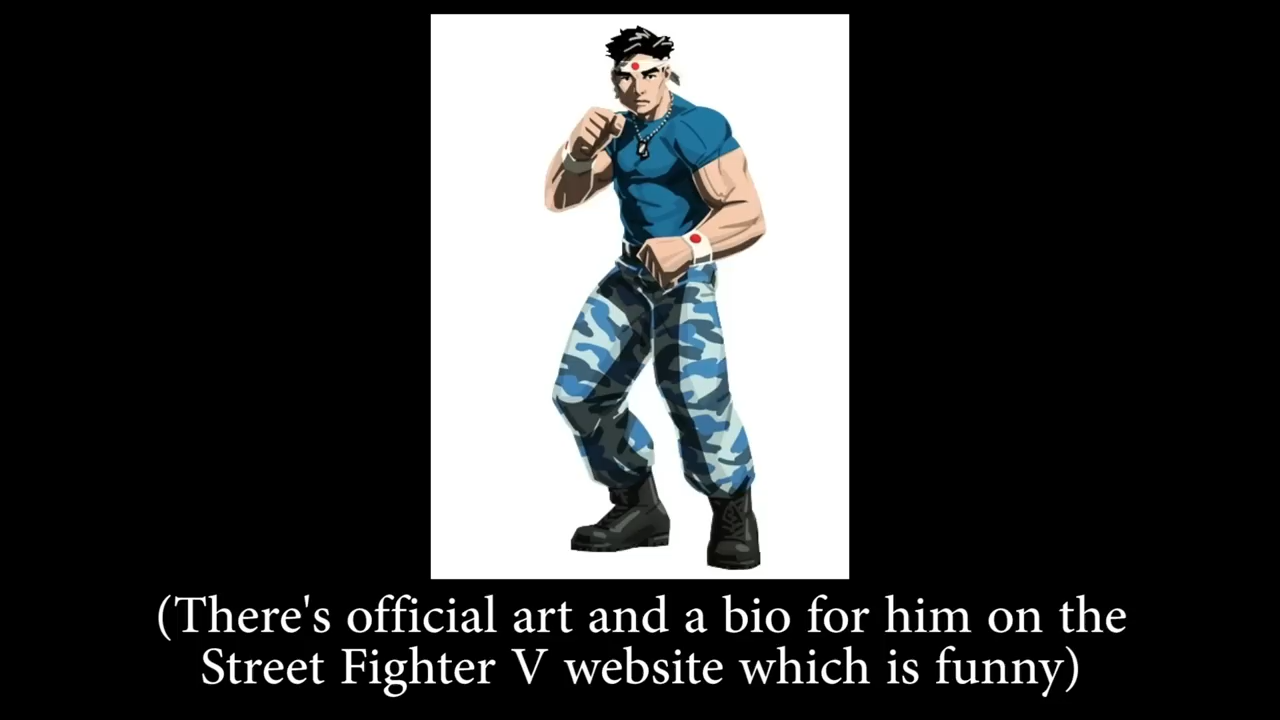 (There's official art and a bio for him on the
Street Fighter V website which is funny)